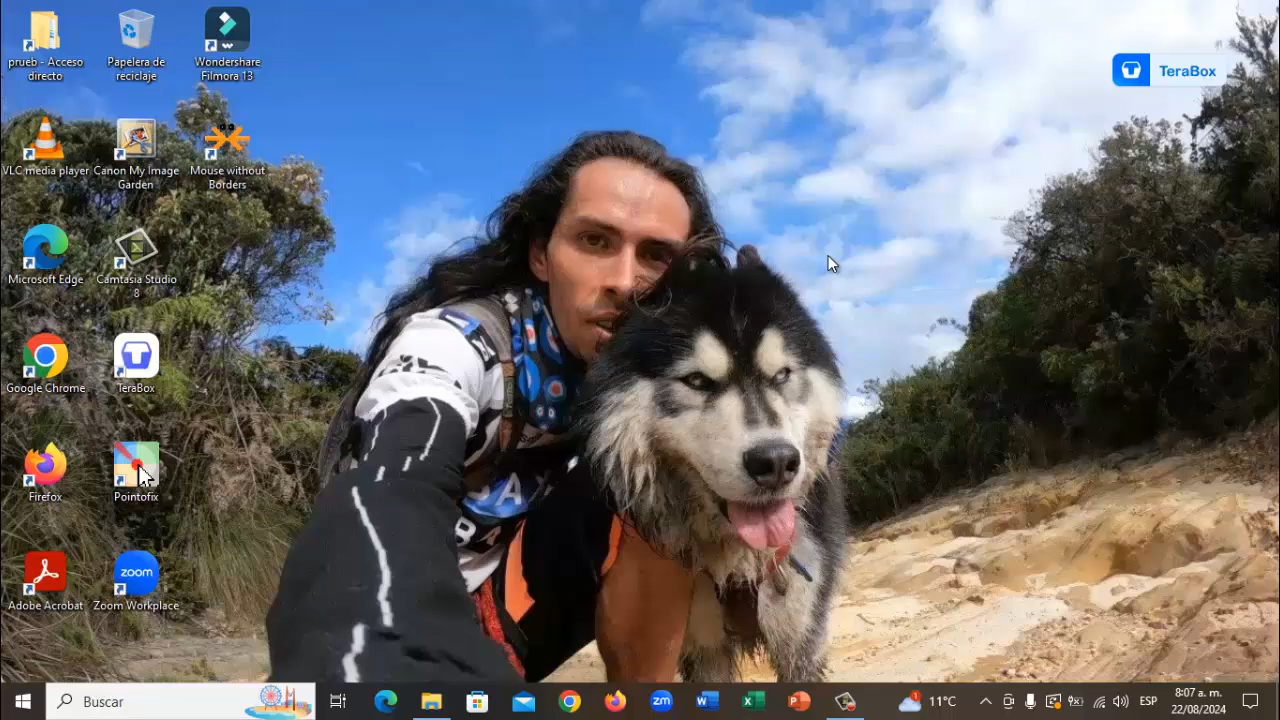 prueb - Acceso
directo
Papelera de
reciclaje
Wondershare
Filmora 13
TeraBox
VLC media player
Canon My Image
Garden
Mouse without
Borders
Microsoft Edge
Camtasia Studio
8
Google Chrome
TeraBox
Firefox
Pointofix
Adobe Acrobat
zoom
Zoom Workplace
Buscar
zm
1
11°C
ESP
8:07 a. m.
22/08/2024